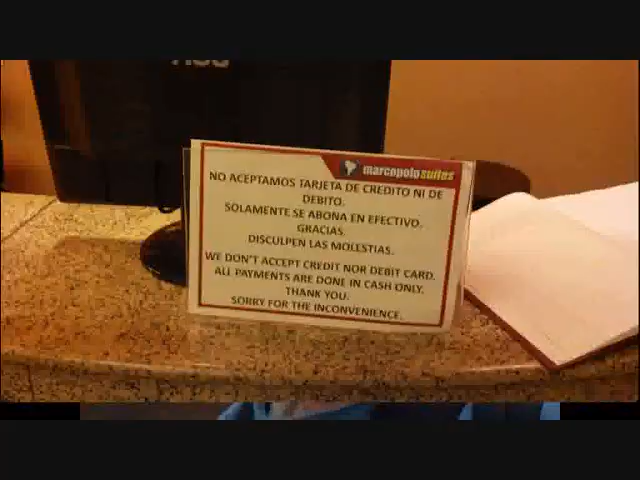 marcopolosuites
NO ACEPTAMOS TARJETA DE CREDITO NI DE
DEBITO.
SOLAMENTE SE ABONA EN EFECTIVO.
GRACIAS.
DISCULPEN LAS MOLESTIAS.
WE DON'T ACCEPT CREDIT NOR DEBIT CARD.
ALL PAYMENTS ARE DONE IN CASH ONLY.
THANK YOU.
SORRY FOR THE INCONVENIENCE.